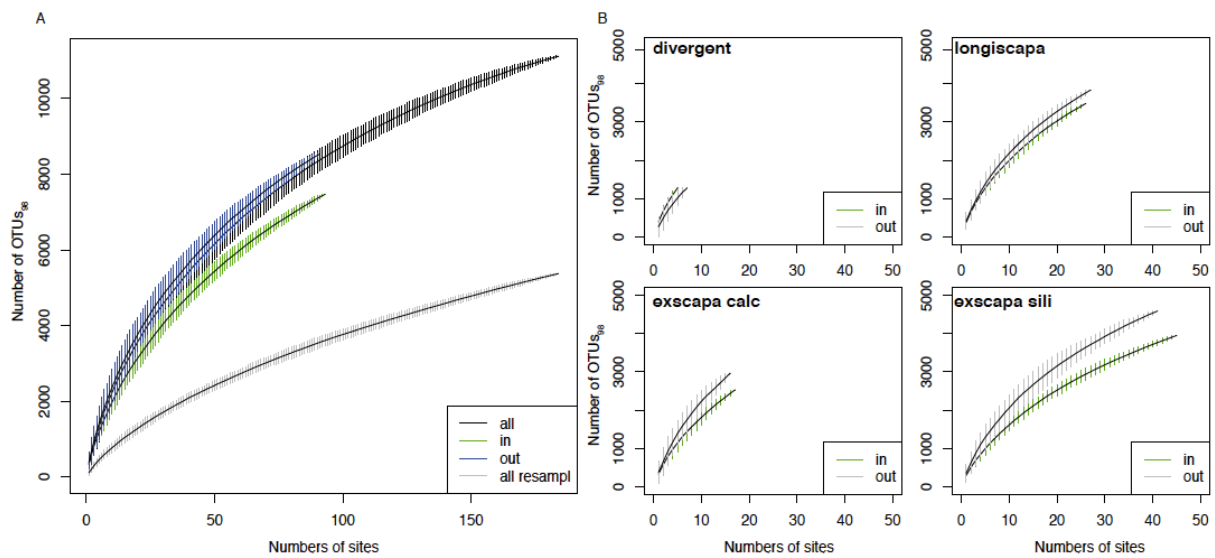 A
Number of OTUs98
0
2000
4000
6000
8000
10000
0
50
100
150
Numbers of sites
all
in
out
all resampl
B
divergent
Number of OTUs98
0
1000
3000
5000
0 10 20 30 40 50
in
out
longiscapa
0
1000
3000
5000
0 10 20 30 40 50
in
out
exscapa calc
Number of OTUs98
0
1000
3000
5000
0 10 20 30 40 50
Numbers of sites
in
out
exscapa sili
0
1000
3000
5000
0 10 20 30 40 50
Numbers of sites
in
out